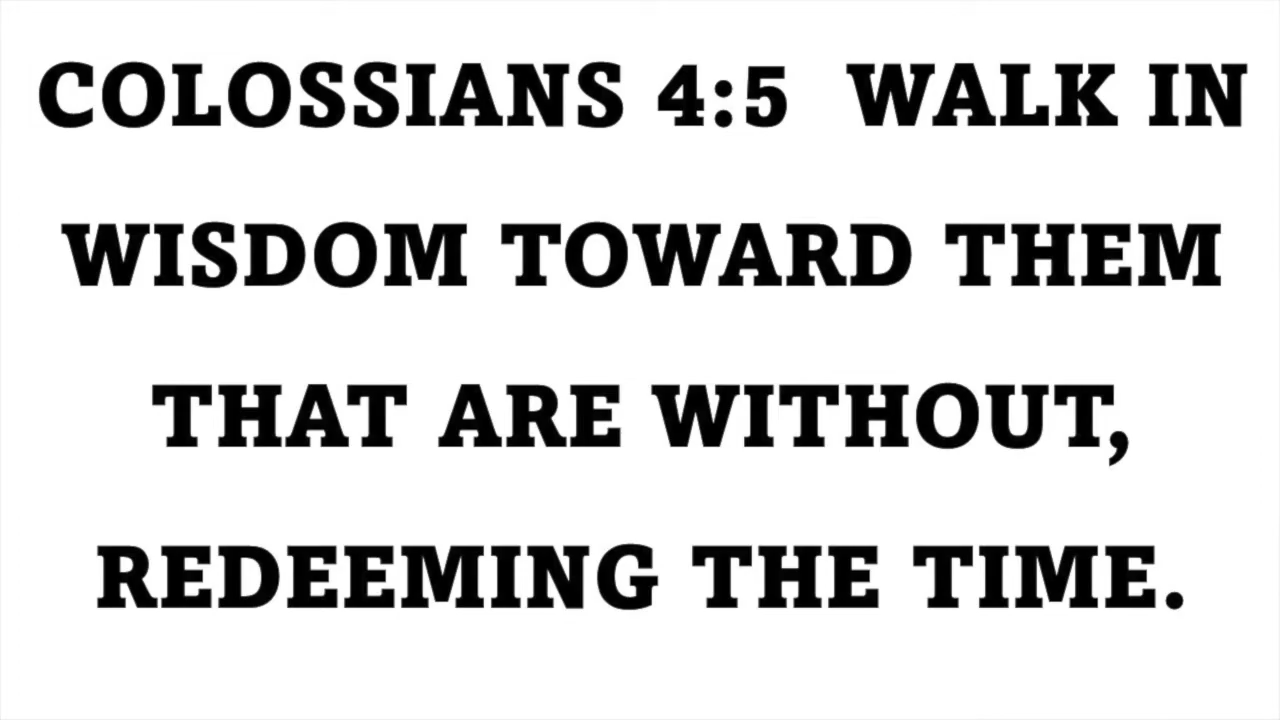 COLOSSIANS 4:5  WALK IN
WISDOM TOWARD THEM
THAT ARE WITHOUT,
REDEEMING THE TIME.